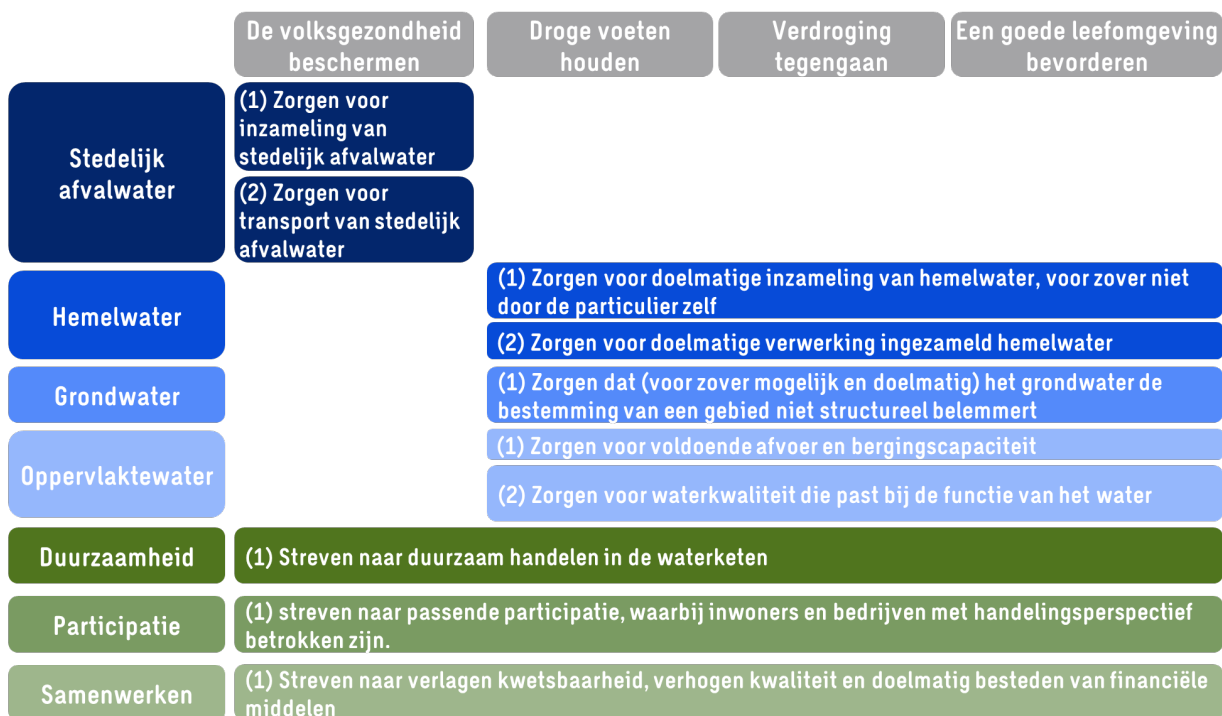 De volksgezondheid
beschermen
Droge voeten
houden
Verdroging
tegengaan
Een goede leefomgeving
bevorderen
Stedelijk
afvalwater
(1) Zorgen voor
inzameling van
stedelijk afvalwater
(2) Zorgen voor
transport van stedelijk
afvalwater
Hemelwater
(1) Zorgen voor doelmatige inzameling van hemelwater, voor zover niet
door de particulier zelf
(2) Zorgen voor doelmatige verwerking ingezameld hemelwater
Grondwater
(1) Zorgen dat (voor zover mogelijk en doelmatig) het grondwater de
bestemming van een gebied niet structureel belemmert
Oppervlaktewater
(1) Zorgen voor voldoende afvoer en bergingscapaciteit
(2) Zorgen voor waterkwaliteit die past bij de functie van het water
Duurzaamheid
(1) Streven naar duurzaam handelen in de waterketen
Participatie
(1) streven naar passende participatie, waarbij inwoners en bedrijven met handelingsperspectief
betrokken zijn.
Samenwerken
(1) Streven naar verlagen kwetsbaarheid, verhogen kwaliteit en doelmatig besteden van financiële
middelen